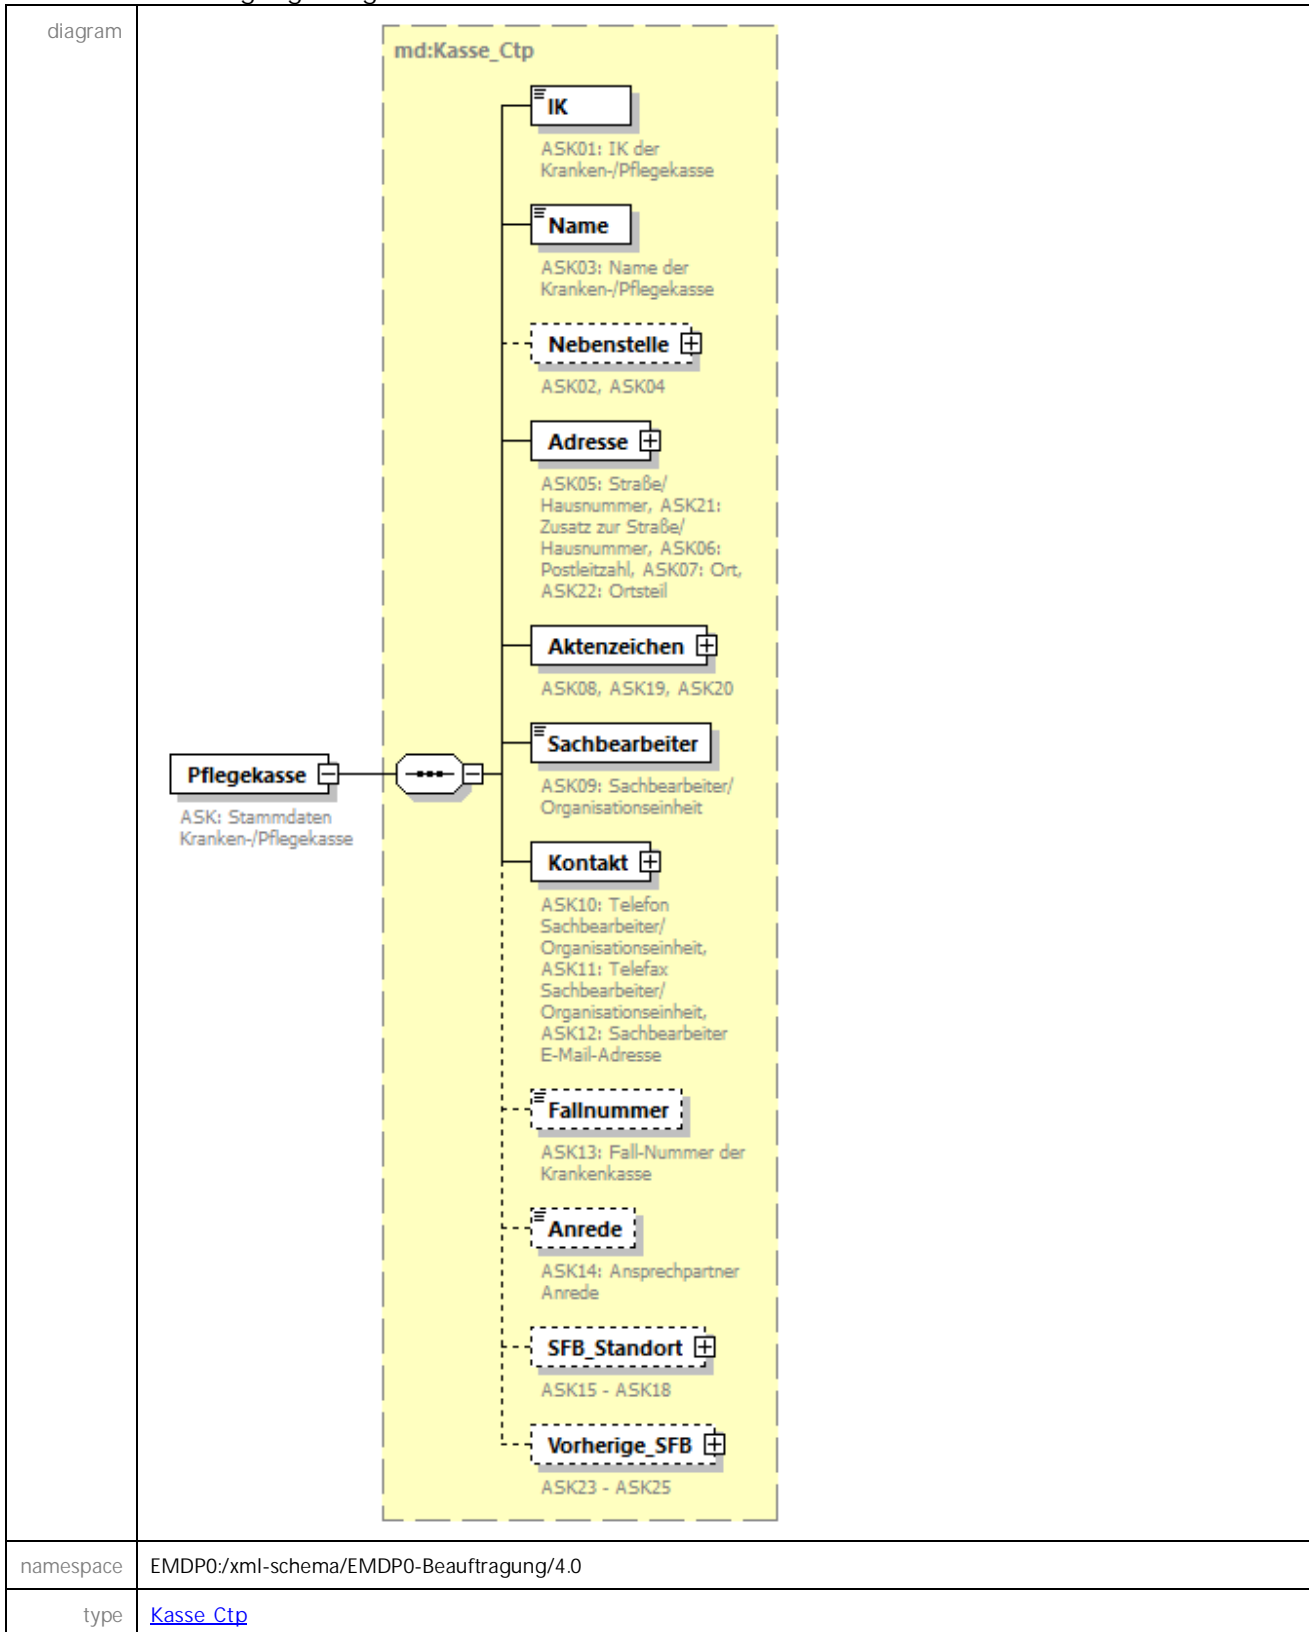 diagram
md:Kasse_Ctp
IK
ASK01: IK der
Kranken-/Pflegekasse
Name
ASK03: Name der
Kranken-/Pflegekasse
Nebenstelle
ASK02, ASK04
Adresse
ASK05: Straße/
Hausnummer, ASK21:
Zusatz zur Straße/
Hausnummer, ASK06:
Postleitzahl, ASK07: Ort,
ASK22: Ortsteil
Aktenzeichen
ASK08, ASK19, ASK20
Sachbearbeiter
ASK09: Sachbearbeiter/
Organisationseinheit
Pflegekasse
ASK: Stammdaten
Kranken-/Pflegekasse
Kontakt
ASK10: Telefon
Sachbearbeiter/
Organisationseinheit,
ASK11: Telefax
Sachbearbeiter/
Organisationseinheit,
ASK12: Sachbearbeiter
E-Mail-Adresse
Fallnummer
ASK13: Fall-Nummer der
Krankenkasse
Anrede
ASK14: Ansprechpartner
Anrede
SFB_Standort
ASK15 - ASK18
Vorherige_SFB
ASK23 - ASK25
namespace EMDP0:/xml-schema/EMDP0-Beauftragung/4.0
type Kasse_Ctp